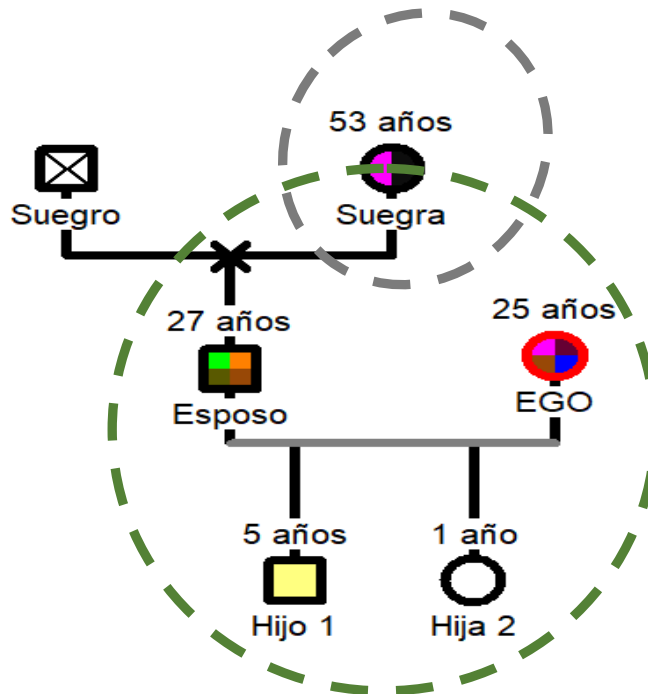 53 años
Suegro
Suegra
27 años
25 años
Esposo
EGO
5 años
1 año
Hijo 1
Hija 2